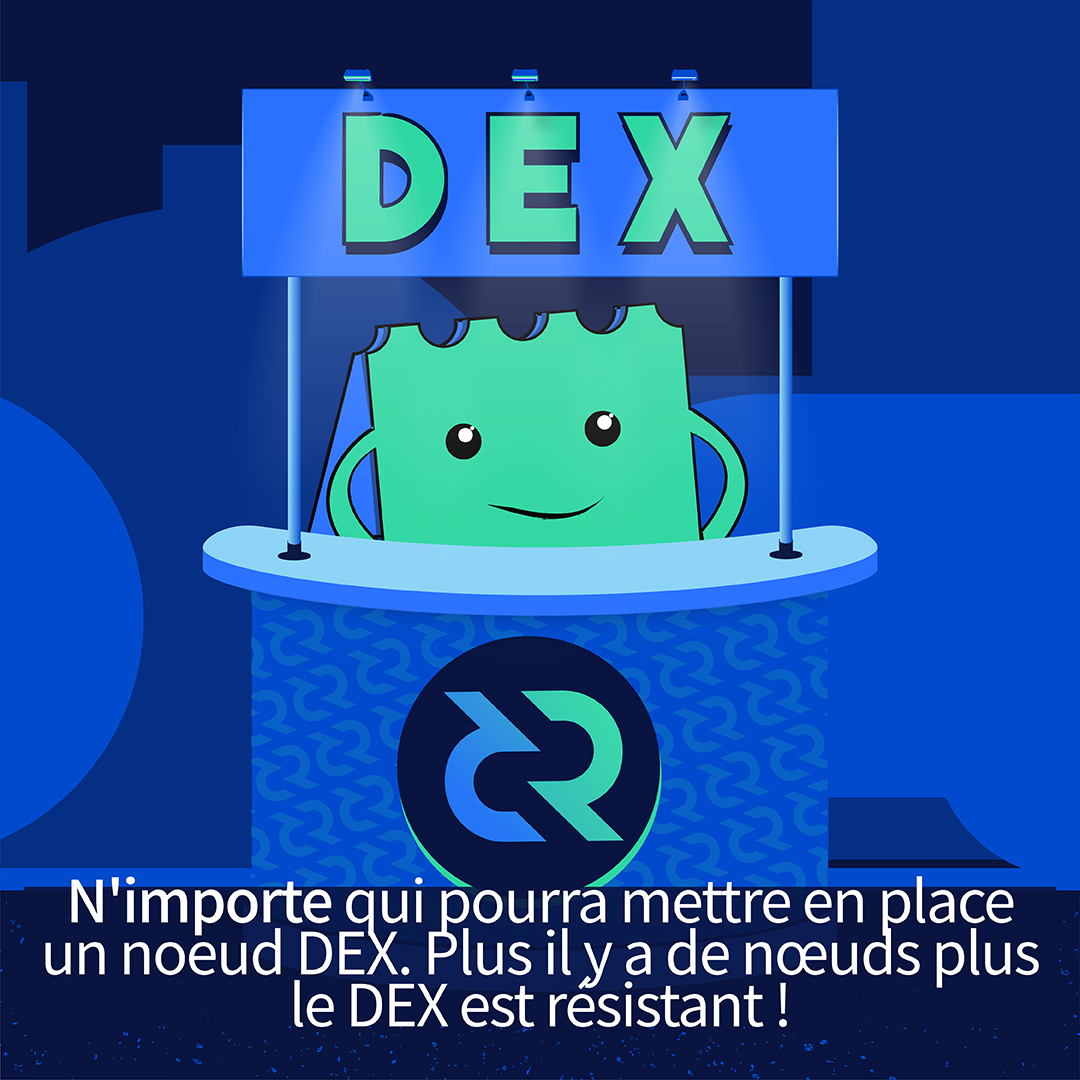 DEX
N'importe qui pourra mettre en place
un noeud DEX. Plus il y a de nœuds plus
le DEX est résistant !